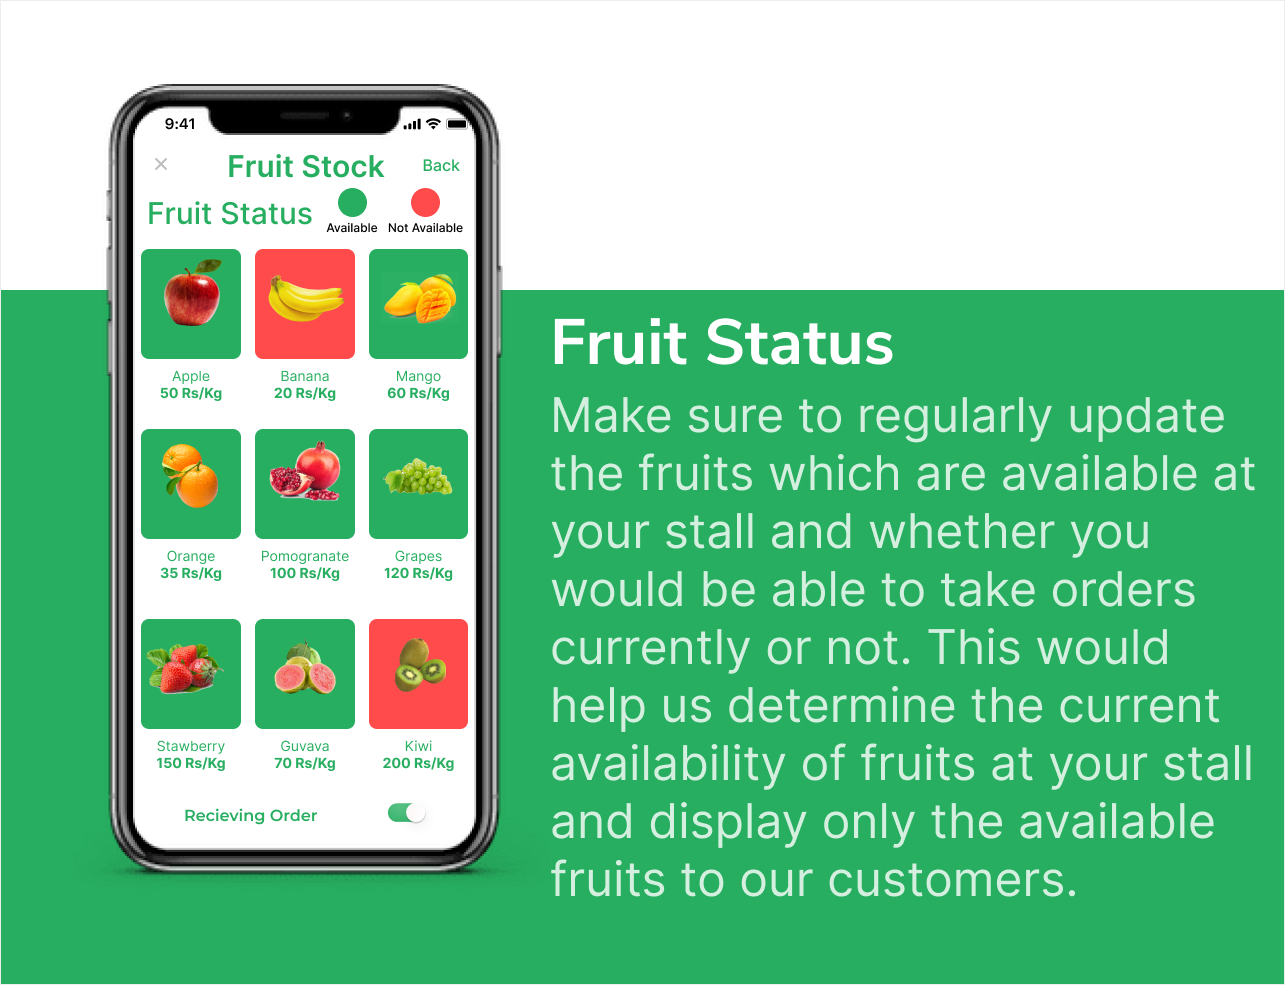 9:41
Fruit Stock
Back
Fruit Status
Available
Not Available
Apple
50 Rs/Kg
Banana
20 Rs/Kg
Mango
60 Rs/Kg
Orange
35 Rs/Kg
Pomogranate
100 Rs/Kg
Grapes
120 Rs/Kg
Stawberry
150 Rs/Kg
Guvava
70 Rs/Kg
Kiwi
200 Rs/Kg
Recieving Order
Fruit Status
Make sure to regularly update
the fruits which are available at
your stall and whether you
would be able to take orders
currently or not. This would
help us determine the current
availability of fruits at your stall
and display only the available
fruits to our customers.